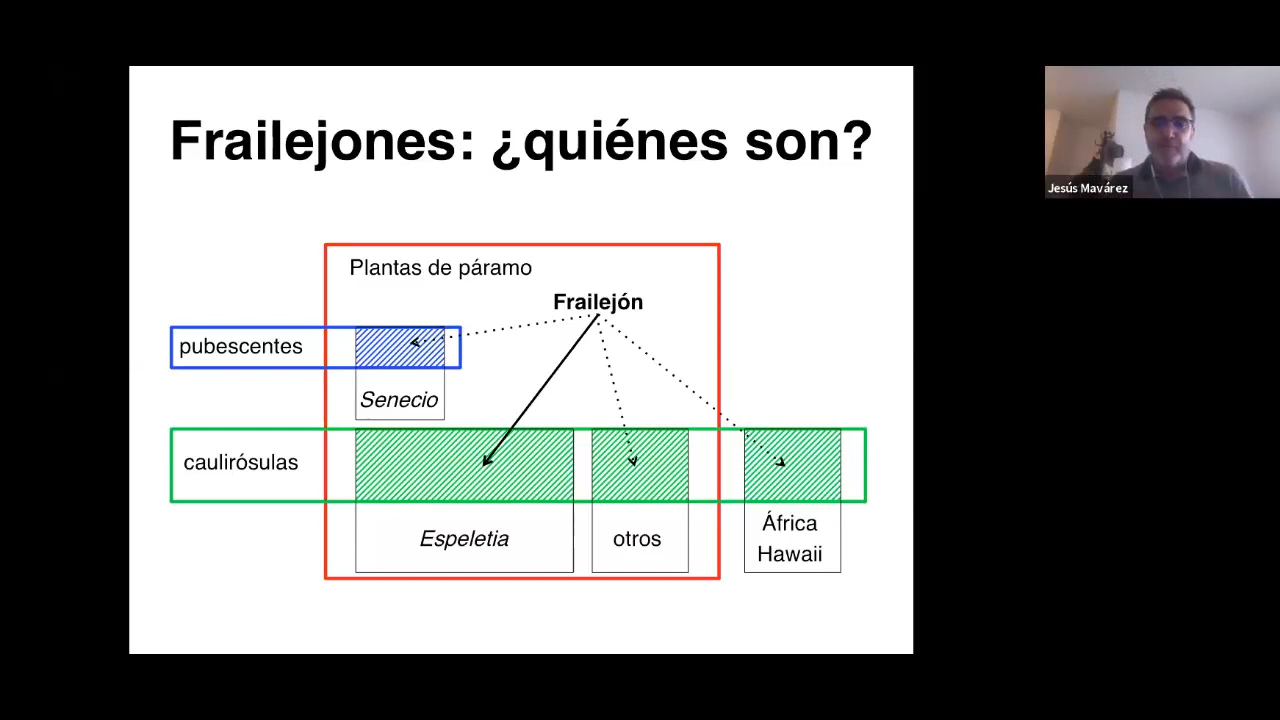 Frailejones: ¿quiénes son?
Plantas de páramo
Frailejón
pubescentes
Senecio
caulirósulas
Espeletia
otros
África
Hawaii
Jesús Mavárez